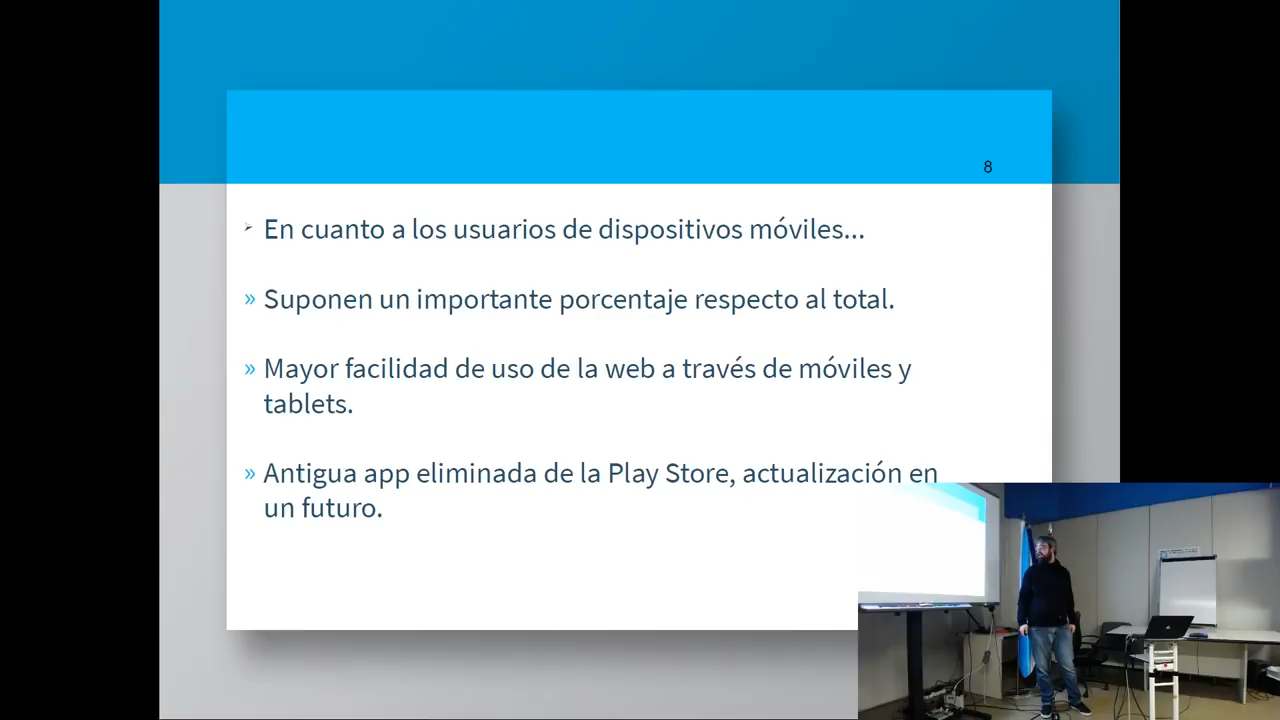 8
➢ En cuanto a los usuarios de dispositivos móviles...
» Suponen un importante porcentaje respecto al total.
» Mayor facilidad de uso de la web a través de móviles y
tablets.
» Antigua app eliminada de la Play Store, actualización en
un futuro.